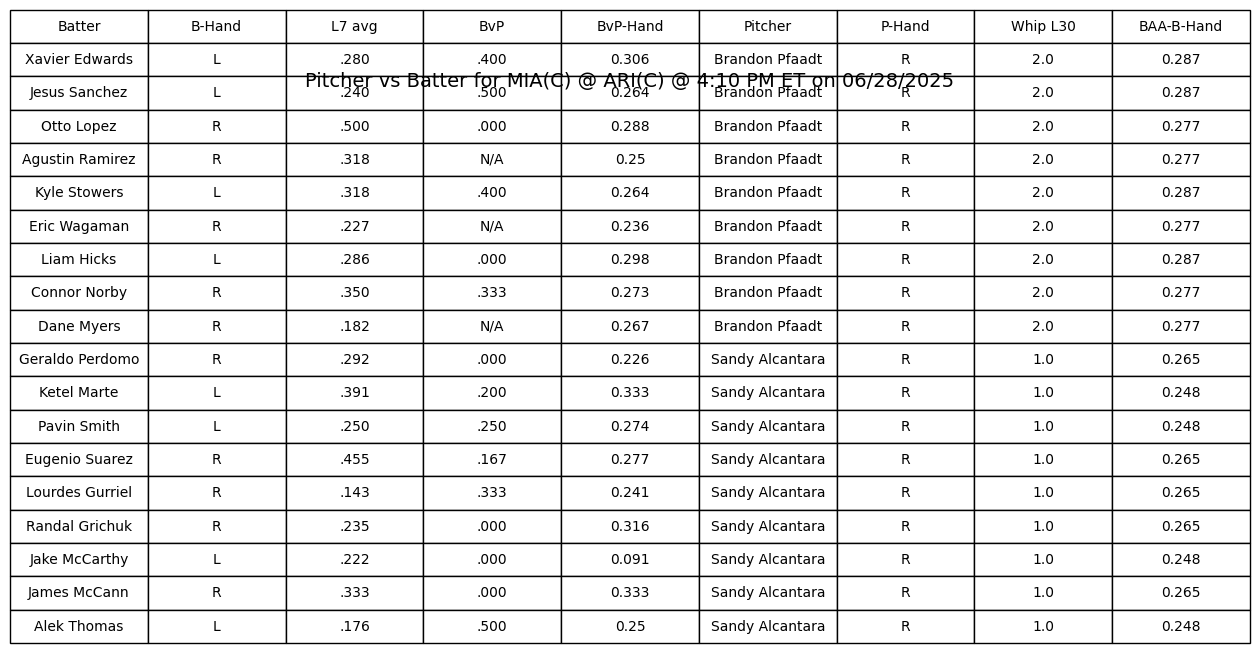 Batter B-Hand L7 avg BvP BvP-Hand Pitcher P-Hand Whip L30 BAA-B-Hand
Xavier Edwards L .280 .400 0.306 Brandon Pfaadt R 2.0 0.287
Pitcher vs Batter for MIA(C) @ ARI(C) @ 4:10 PM ET on 06/28/2025
Jesus Sanchez L .240 .500 0.264 Brandon Pfaadt R 2.0 0.287
Otto Lopez R .500 .000 0.288 Brandon Pfaadt R 2.0 0.277
Agustin Ramirez R .318 N/A 0.25 Brandon Pfaadt R 2.0 0.277
Kyle Stowers L .318 .400 0.264 Brandon Pfaadt R 2.0 0.287
Eric Wagaman R .227 N/A 0.236 Brandon Pfaadt R 2.0 0.277
Liam Hicks L .286 .000 0.298 Brandon Pfaadt R 2.0 0.287
Connor Norby R .350 .333 0.273 Brandon Pfaadt R 2.0 0.277
Dane Myers R .182 N/A 0.267 Brandon Pfaadt R 2.0 0.277
Geraldo Perdomo R .292 .000 0.226 Sandy Alcantara R 1.0 0.265
Ketel Marte L .391 .200 0.333 Sandy Alcantara R 1.0 0.248
Pavin Smith L .250 .250 0.274 Sandy Alcantara R 1.0 0.248
Eugenio Suarez R .455 .167 0.277 Sandy Alcantara R 1.0 0.265
Lourdes Gurriel R .143 .333 0.241 Sandy Alcantara R 1.0 0.265
Randal Grichuk R .235 .000 0.316 Sandy Alcantara R 1.0 0.265
Jake McCarthy L .222 .000 0.091 Sandy Alcantara R 1.0 0.248
James McCann R .333 .000 0.333 Sandy Alcantara R 1.0 0.265
Alek Thomas L .176 .500 0.25 Sandy Alcantara R 1.0 0.248